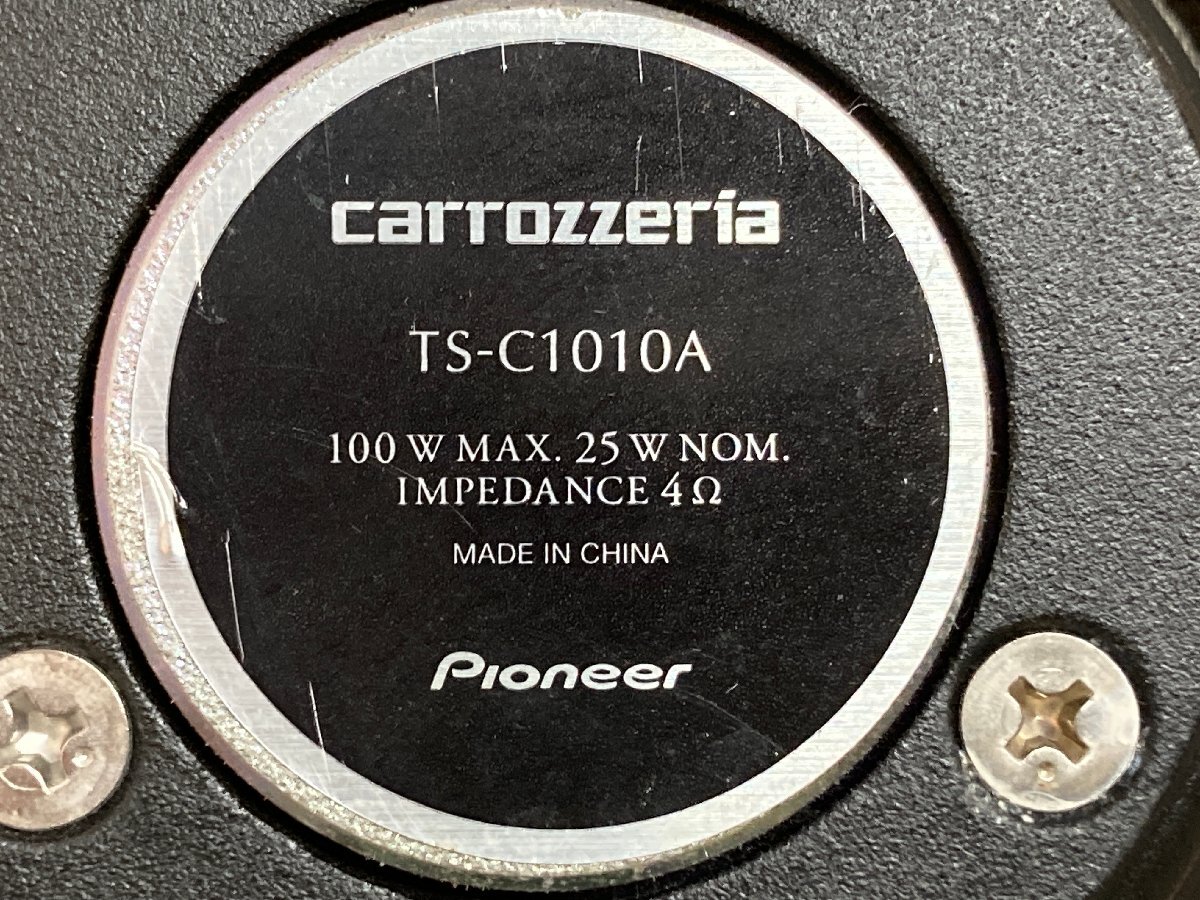 carrozzeria
TS-C1010A
100 W MAX. 25 W NOM.
IMPEDANCE 4 Ω
MADE IN CHINA
Pioneer